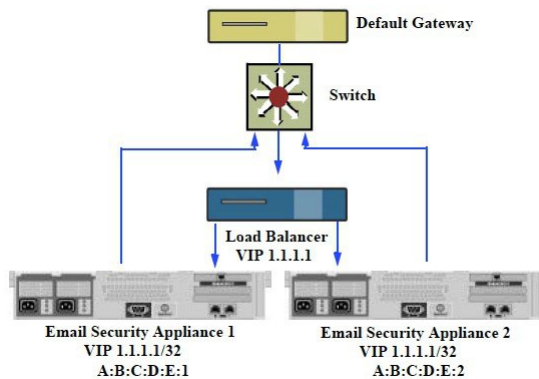 Default Gateway
Switch
Load Balancer
VIP 1.1.1.1
Email Security Appliance 1
VIP 1.1.1.1/32
A:B:C:D:E:1
Email Security Appliance 2
VIP 1.1.1.1/32
A:B:C:D:E:2